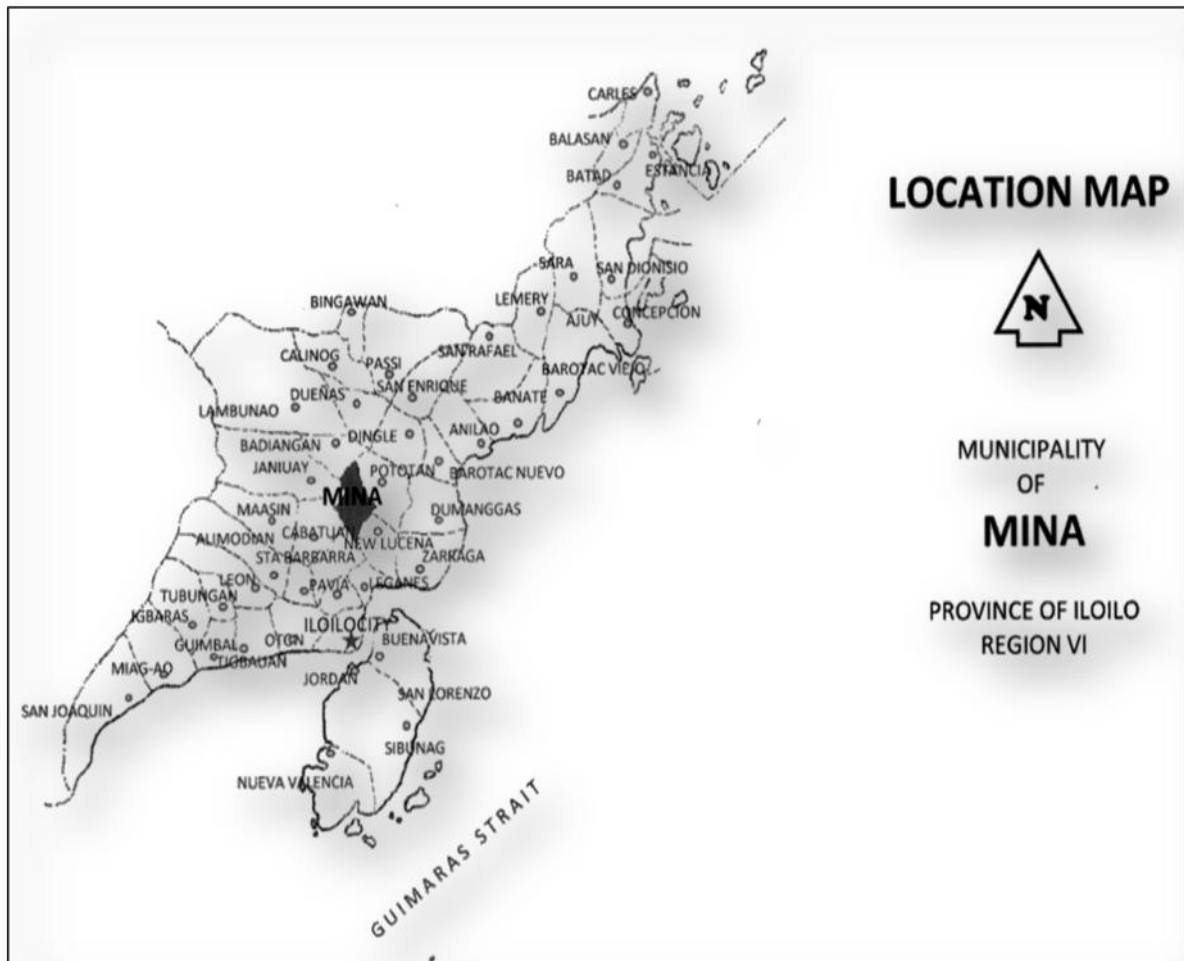 CARLES
BALASAN
ESTANCIA
BATAD
LOCATION MAP
N
SARA
SAN DIONISIO
BINGAWAN
LEMERY
AJUY
CONCEPCION
CALINOG
PASSI
SAN RAFAEL
BAROTAC VIEJO
DUEÑAS
SAN ENRIQUE
BANATE
LAMBUNAO
BADIANGAN
DINGLE
ANILAO
JANIUAY
POTOTAN
BAROTAC NUEVO
MINA
MAASIN
DUMANGGAS
ALIMODIAN
CABATUAN
NEW LUCENA
STA BARBARRA
ZARRAGA
LEON
PAVIA
LEGANES
TUBUNGAN
IGBARAS
ILOILOCITY
GUIMBAL
OTON
BUENAVISTA
TIGBAUAN
MIAG-AO
JORDAN
SAN LORENZO
SAN JOAQUIN
SIBUNAG
NUEVA VALENCIA
GUIMARAS STRAIT
MUNICIPALITY
OF
MINA
PROVINCE OF ILOILO
REGION VI